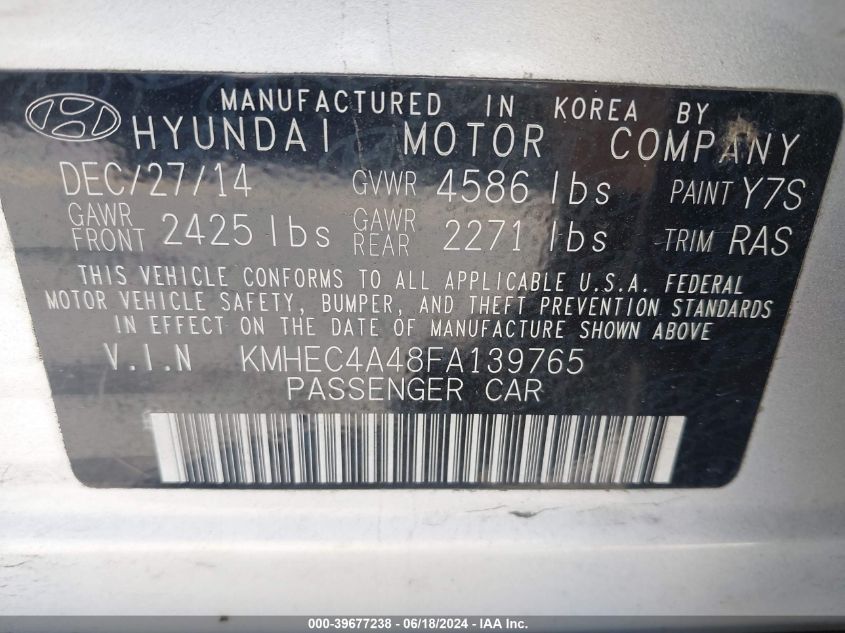 MANUFACTURED IN KOREA BY
HYUNDAI MOTOR COMPANY
DEC/27/14 GVWR 4586 lbs PAINT Y7S
GAWR FRONT 2425 lbs GAWR REAR 2271 lbs TRIM RAS
THIS VEHICLE CONFORMS TO ALL APPLICABLE U.S.A. FEDERAL
MOTOR VEHICLE SAFETY, BUMPER, AND THEFT PREVENTION STANDARDS
IN EFFECT ON THE DATE OF MANUFACTURE SHOWN ABOVE
V.I.N KMHEC4A48FA139765
PASSENGER CAR
000-39677238 - 06/18/2024 - IAA Inc.